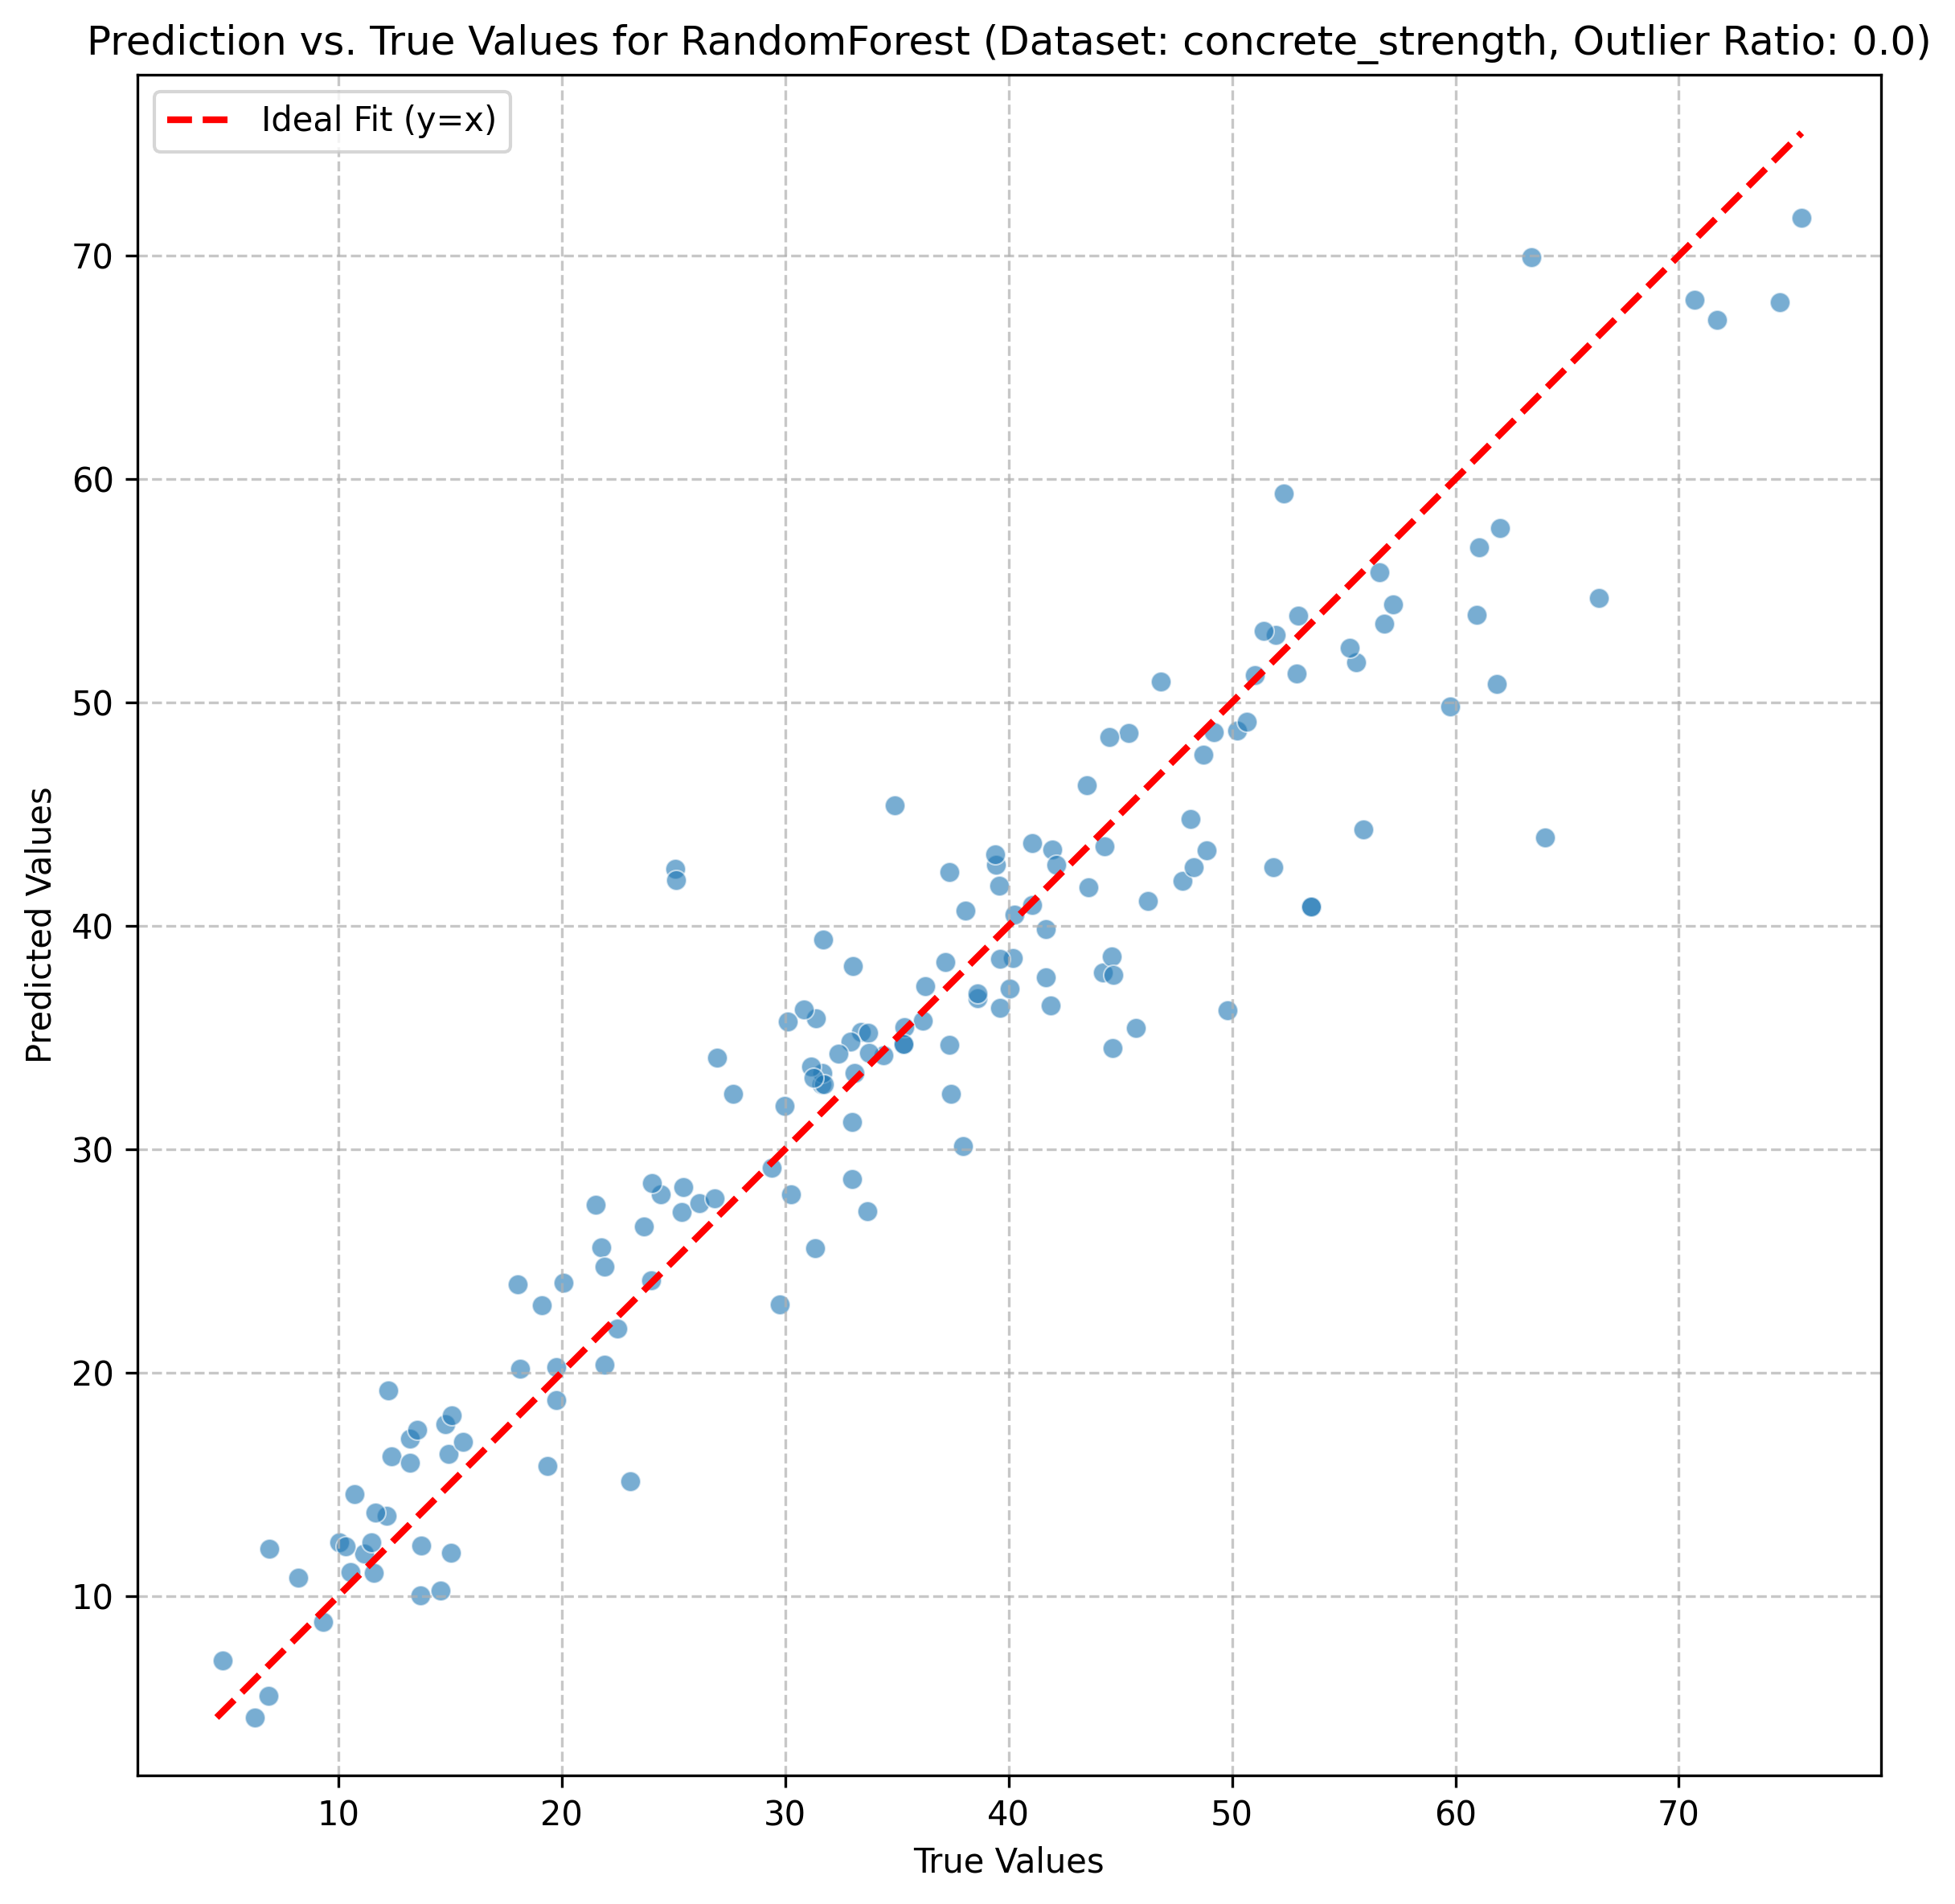 Prediction vs. True Values for RandomForest (Dataset: concrete_strength, Outlier Ratio: 0.0)
Ideal Fit (y=x)
Predicted Values
70
60
50
40
30
20
10
10 20 30 40 50 60 70
True Values